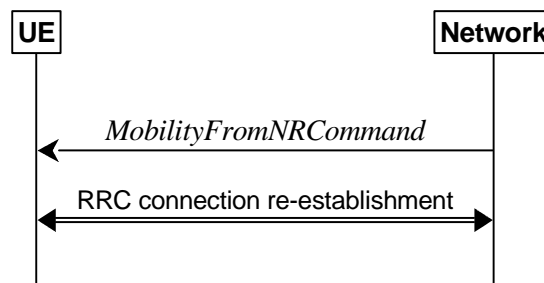 UE
Network
MobilityFromNRCommand
RRC connection re-establishment